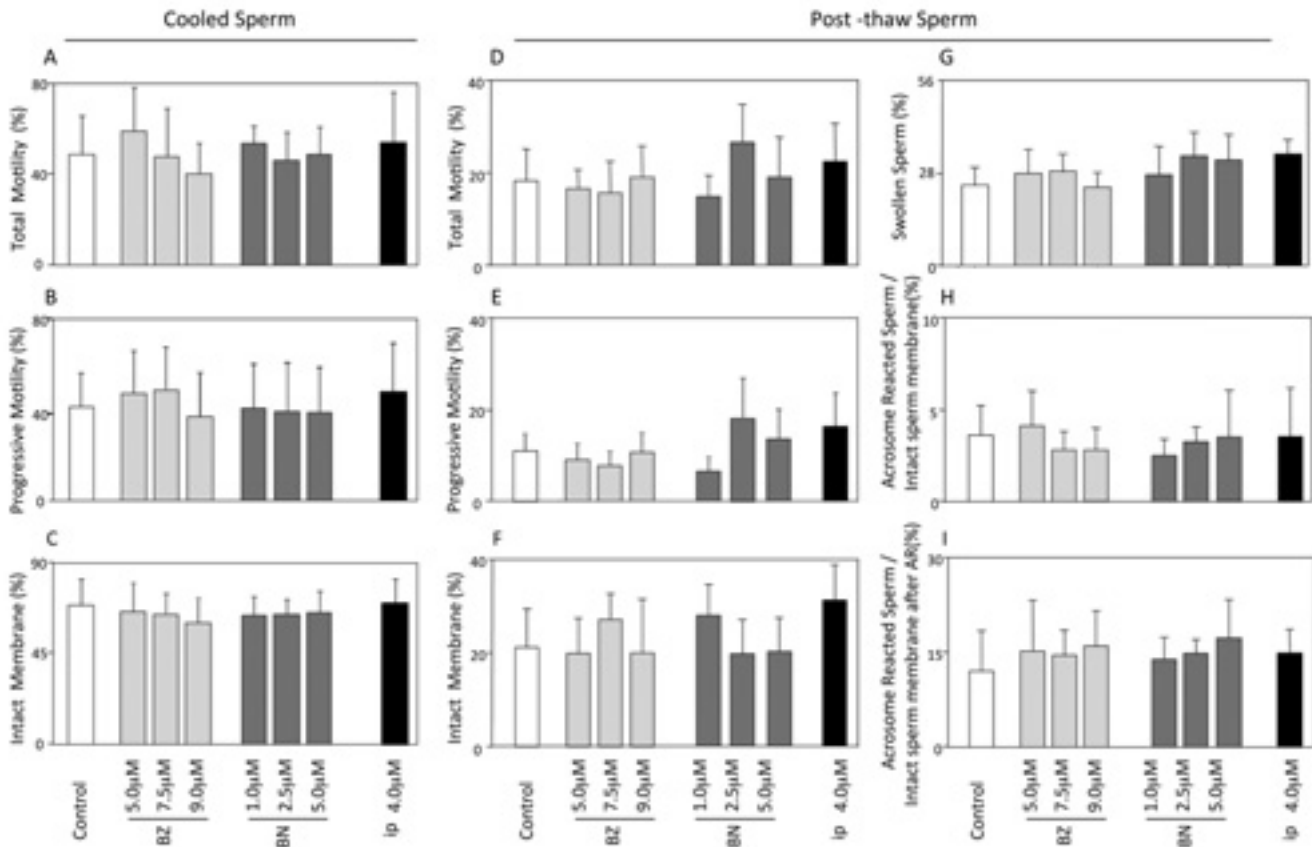 Cooled Sperm
Post -thaw Sperm
A
Total Motility (%)
80
40
0
B
Progressive Motility (%)
80
40
0
C
Intact Membrane (%)
90
45
0
D
Total Motility (%)
40
20
0
E
Progressive Motility (%)
40
20
0
F
Intact Membrane (%)
40
20
0
G
Swollen Sperm (%)
56
28
0
H
Acrosome Reacted Sperm /
Intact sperm membrane(%)
10
5
0
I
Acrosome Reacted Sperm /
Intact sperm membrane after AR(%)
30
15
0
Control
5.0μM
7.5μM
9.0μM
BZ
1.0μM
2.5μM
5.0μM
BN
4.0μM
ip
Control
5.0μM
7.5μM
9.0μM
BZ
1.0μM
2.5μM
5.0μM
BN
4.0μM
ip
Control
5.0μM
7.5μM
9.0μM
BZ
1.0μM
2.5μM
5.0μM
BN
4.0μM
ip